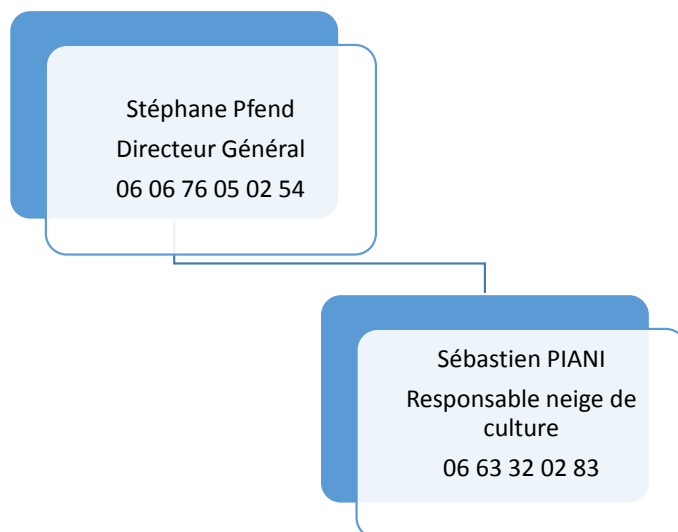 Stéphane Pfend
Directeur Général
06 06 76 05 02 54
Sébastien PIANI
Responsable neige de
culture
06 63 32 02 83